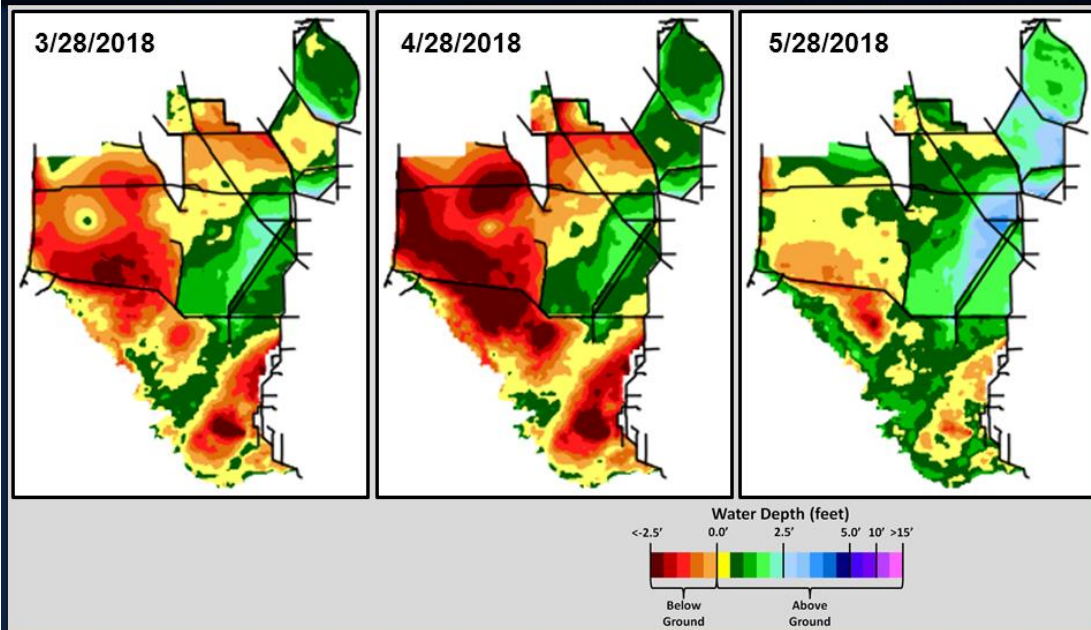 3/28/2018
4/28/2018
5/28/2018
Water Depth (feet)
<-2.5' 0.0' 2.5' 5.0' 10' >15'
Below Above
Ground Ground